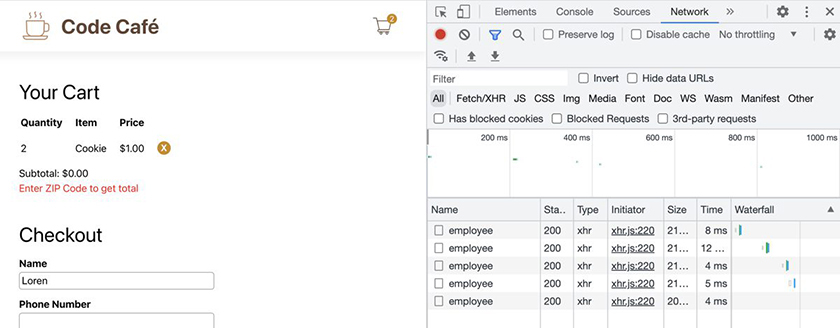 Code Café
2
Your Cart
Quantity Item Price
2 Cookie $1.00 X
Subtotal: $0.00
Enter ZIP Code to get total
Checkout
Name
Loren
Phone Number
Elements Console Sources Network »
Preserve log Disable cache No throttling
Filter Invert Hide data URLs
All Fetch/XHR JS CSS Img Media Font Doc WS Wasm Manifest Other
Has blocked cookies Blocked Requests 3rd-party requests
200 ms 400 ms 600 ms 800 ms 1000 ms
Name Sta.. Type Initiator Size Time Waterfall
employee 200 xhr xhr.js:220 21... 8 ms
employee 200 xhr xhr.js:220 21... 12 ...
employee 200 xhr xhr.js:220 21... 4 ms
employee 200 xhr xhr.js:220 21... 5 ms
employee 200 xhr xhr.js:220 20... 4 ms